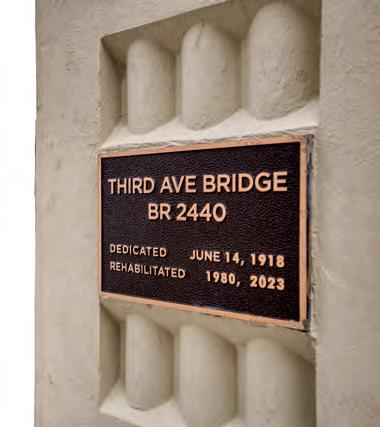 THIRD AVE BRIDGE
BR 2440
DEDICATED JUNE 14, 1918
REHABILITATED 1980, 2023